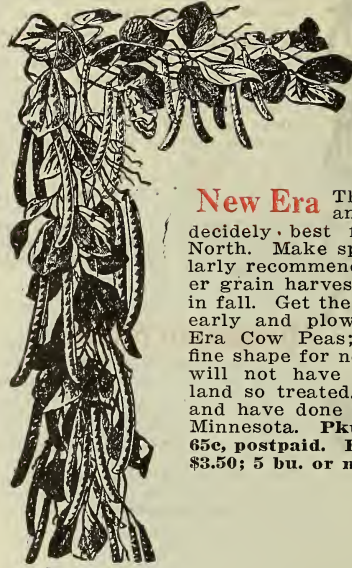 New Era Th
an
decidely best f
North. Make sp
larly recommenc
er grain harves
in fall. Get the
early and plow
Era Cow Peas;
fine shape for ne
will not have
land so treated.
and have done
Minnesota. Pk
65c, postpaid.
$3.50; 5 bu. or n